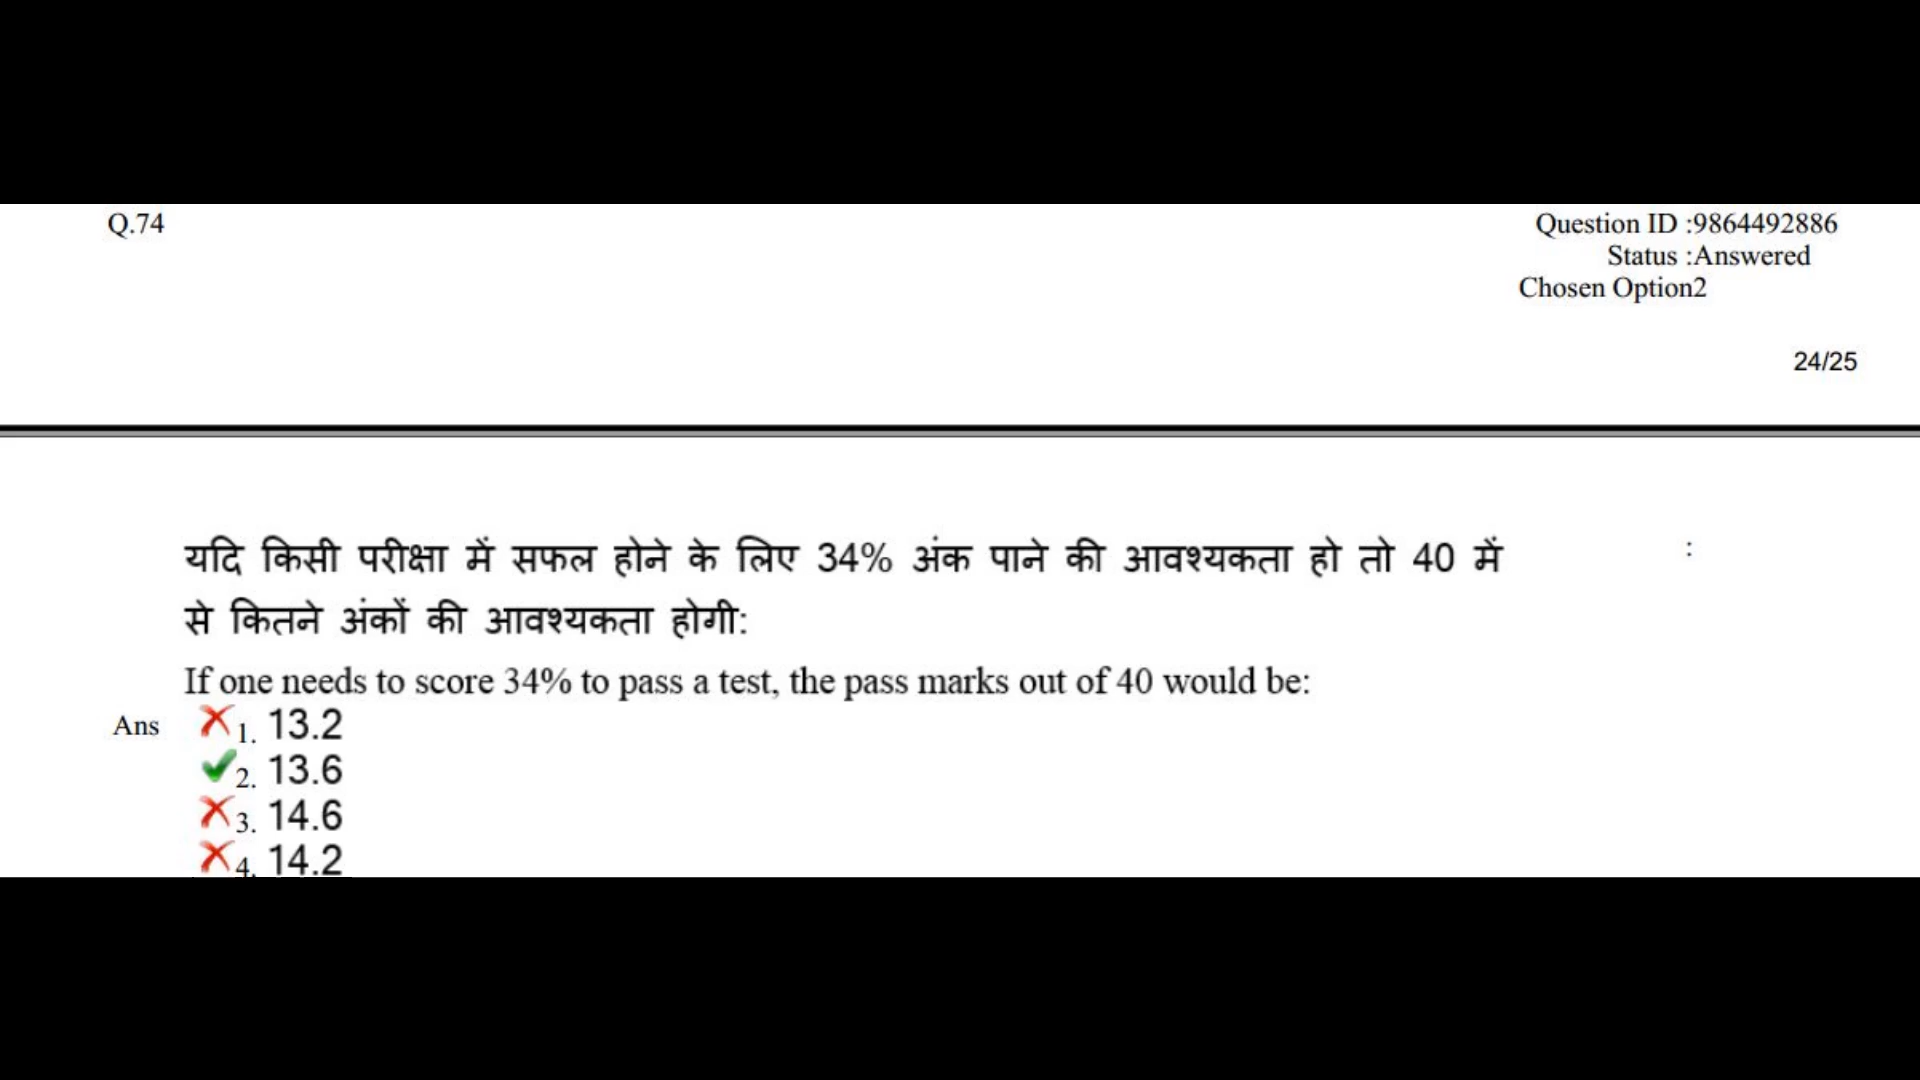 Q.74
Question ID :9864492886
Status :Answered
Chosen Option2
24/25
यदि किसी परीक्षा में सफल होने के लिए 34% अंक पाने की आवश्यकता हो तो 40 में
:
से कितने अंकों की आवश्यकता होगी:
If one needs to score 34% to pass a test, the pass marks out of 40 would be:
Ans 1. 13.2
2. 13.6
3. 14.6
4. 14.2